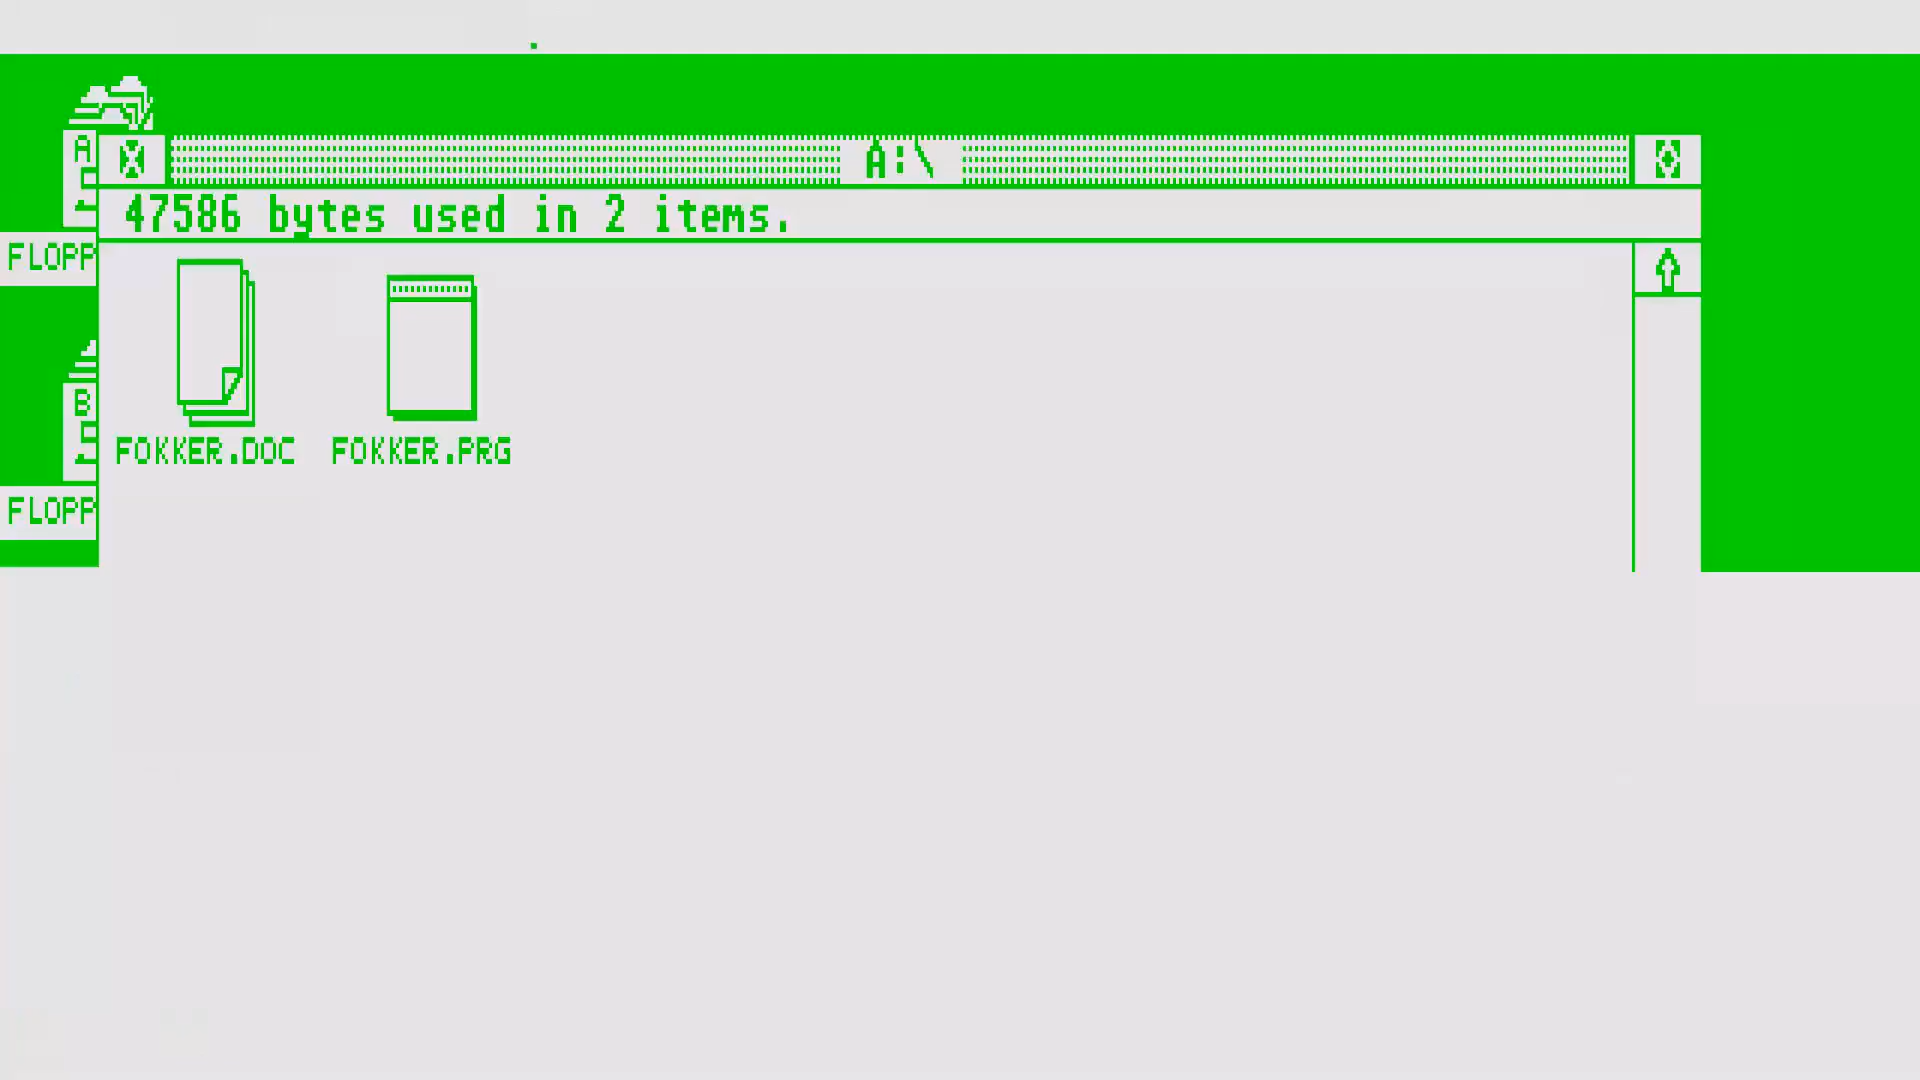 A
A:\
47586 bytes used in 2 items.
FLOPP
B
FOKKER.DOC FOKKER.PRG
FLOPP